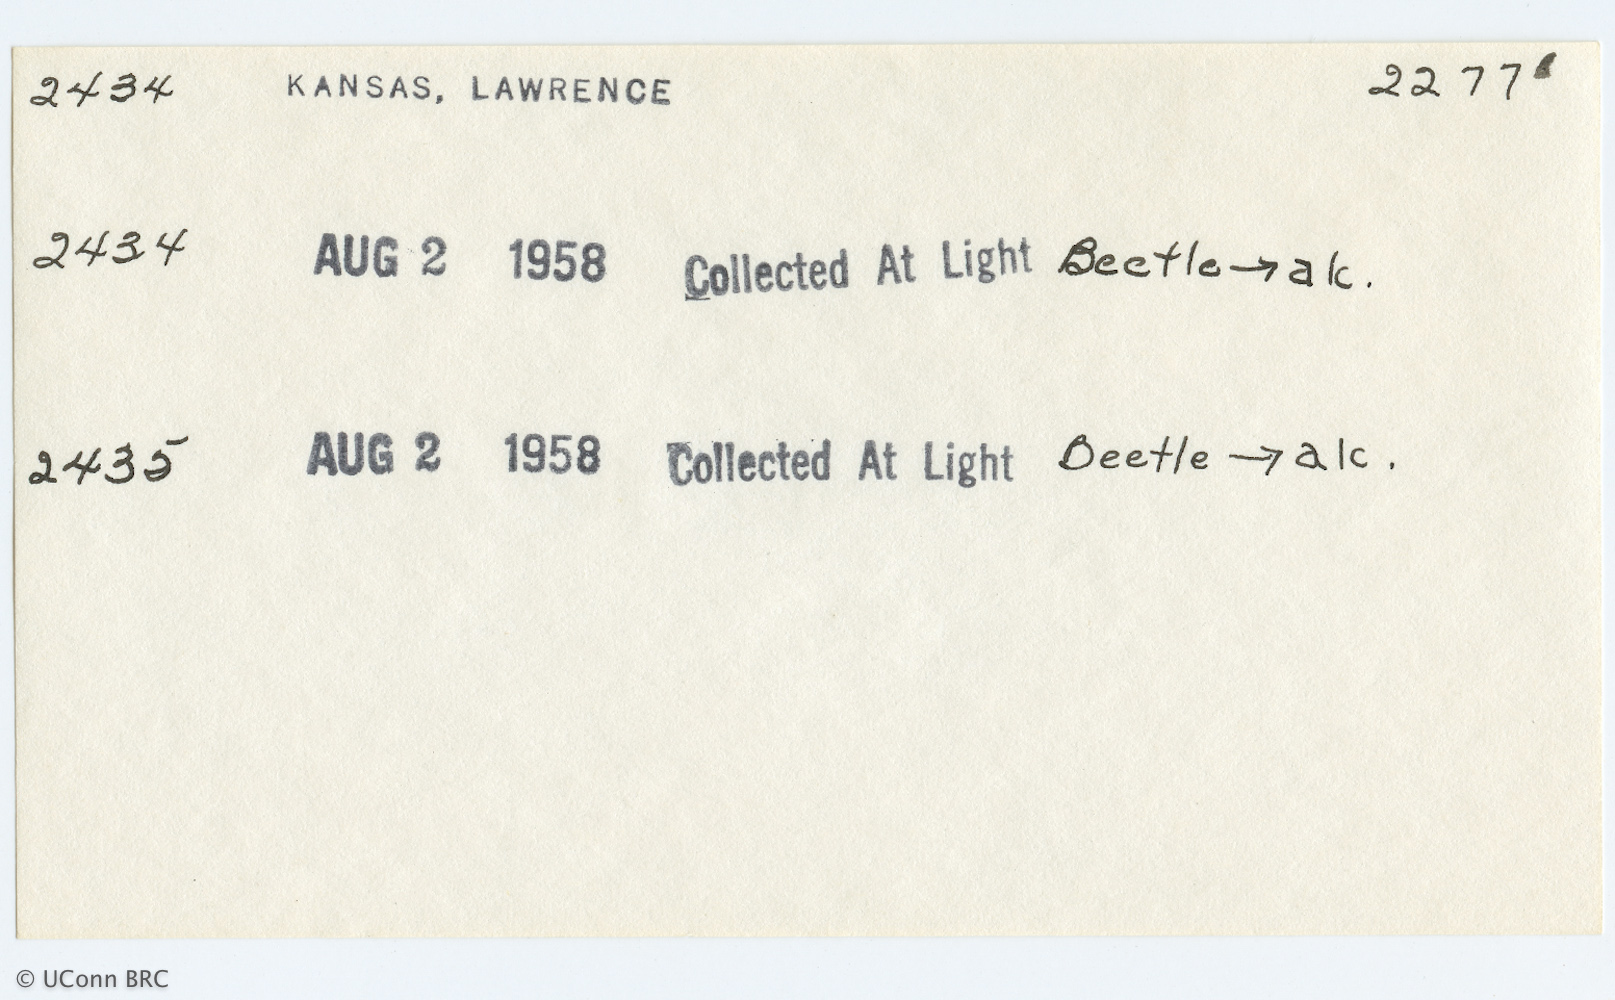 2434 KANSAS, LAWRENCE 2277
2434 AUG 2 1958 Collected At Light Beetle→alc.
2435 AUG 2 1958 Collected At Light Beetle→alc.
© UConn BRC